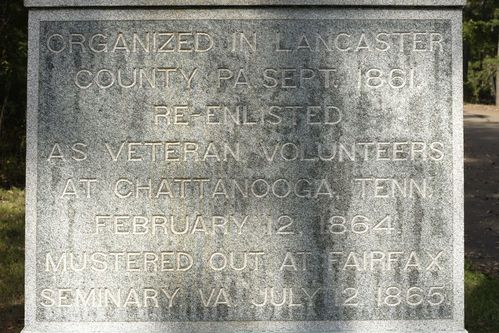 ORGANIZED IN LANCASTER
COUNTY, PA. SEPT. 1861.
RE-ENLISTED
AS VETERAN VOLUNTEERS
AT CHATTANOOGA, TENN.
FEBRUARY 12, 1864.
MUSTERED OUT AT FAIRFAX
SEMINARY VA. JULY 12 1865.